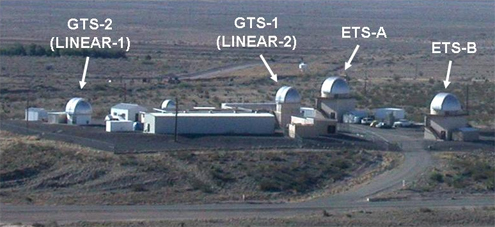 GTS-2
(LINEAR-1)
GTS-1
(LINEAR-2)
ETS-A
ETS-B